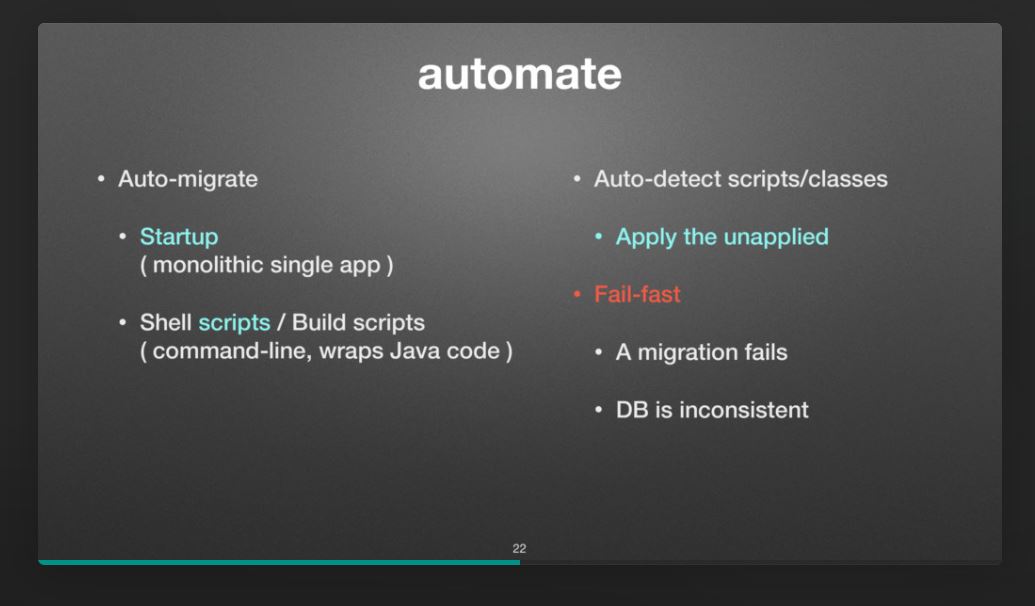 automate
• Auto-migrate
• Startup
( monolithic single app )
• Shell scripts / Build scripts
( command-line, wraps Java code )
• Auto-detect scripts/classes
• Apply the unapplied
• Fail-fast
• A migration fails
• DB is inconsistent
22